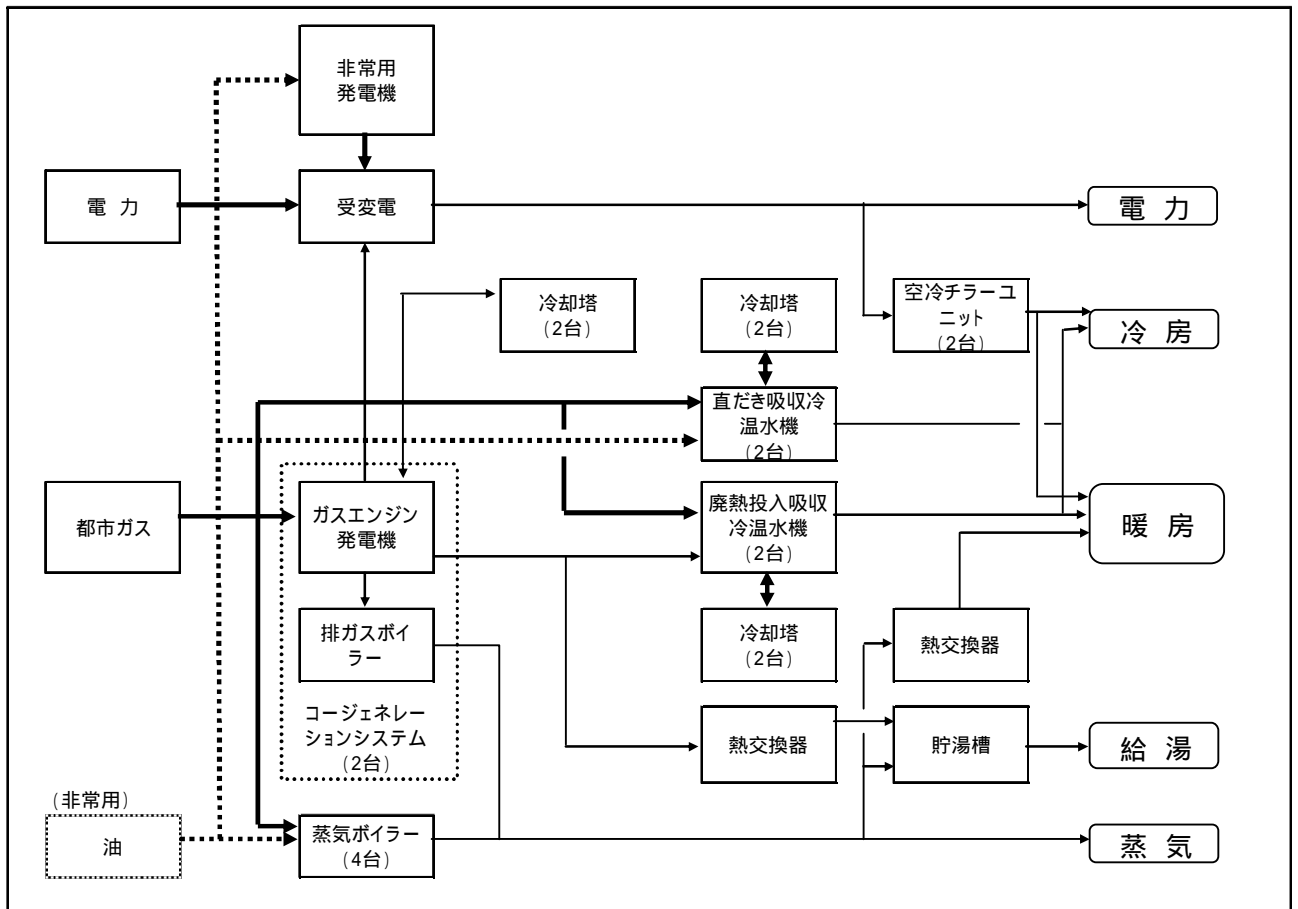 非常用
発電機
電 力
受変電
電 力
冷却塔
(2台)
冷却塔
(2台)
空冷チラーユ
ニット
(2台)
冷 房
直だき吸収冷
温水機
(2台)
都市ガス
ガスエンジン
発電機
廃熱投入吸収
冷温水機
(2台)
暖 房
排ガスボイ
ラー
冷却塔
(2台)
熱交換器
コージェネレー
ションシステム
(2台)
熱交換器
貯湯槽
給 湯
(非常用)
油
蒸気ボイラー
(4台)
蒸 気